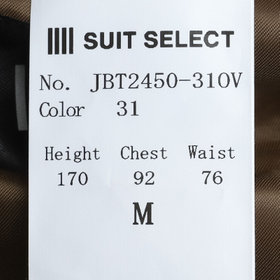 SUIT SELECT
No. JBT2450-310V
Color 31
Height Chest Waist
170 92 76
M